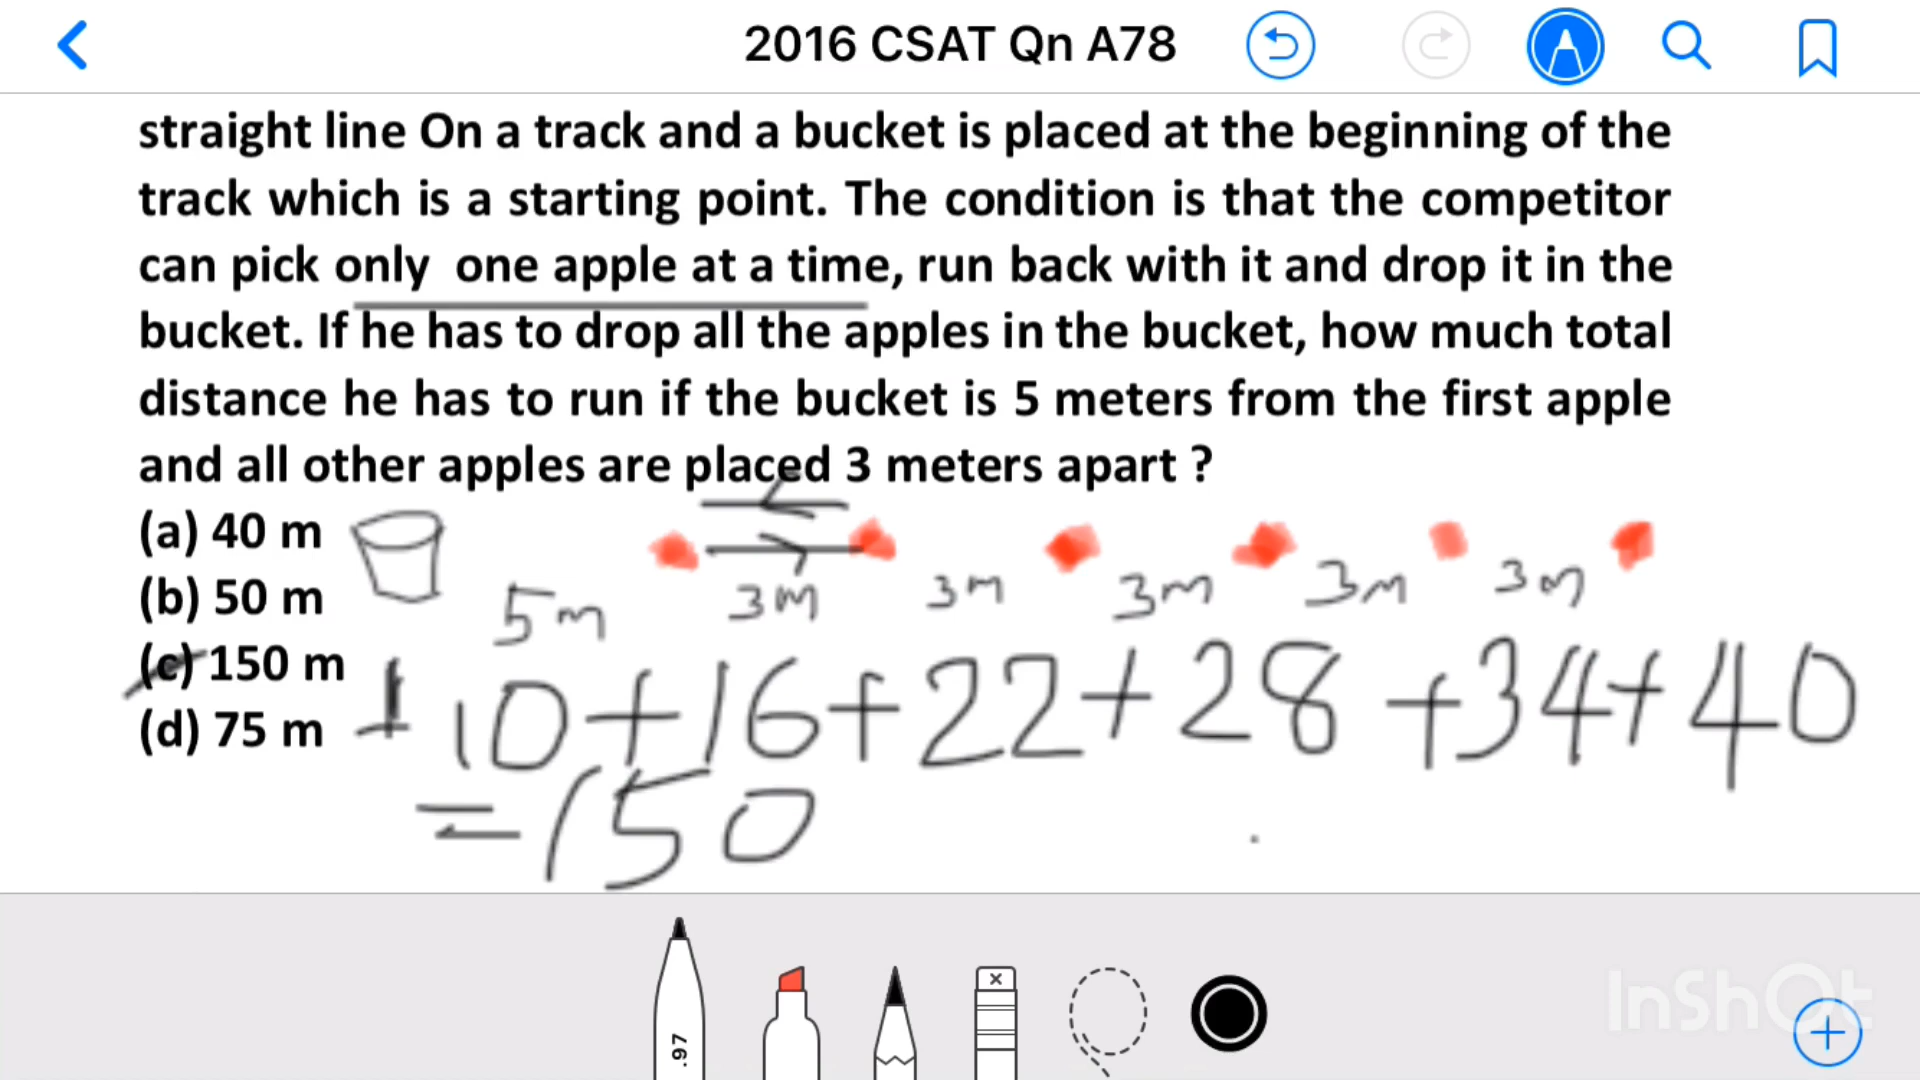 2016 CSAT Qn A78
straight line On a track and a bucket is placed at the beginning of the
track which is a starting point. The condition is that the competitor
can pick only one apple at a time, run back with it and drop it in the
bucket. If he has to drop all the apples in the bucket, how much total
distance he has to run if the bucket is 5 meters from the first apple
and all other apples are placed 3 meters apart ?
(a) 40 m
(b) 50 m
(c) 150 m
(d) 75 m
5m 3M 3M 3m 3m 3m
+ 10+16+22+28+34+40
=150
.97
InShOt